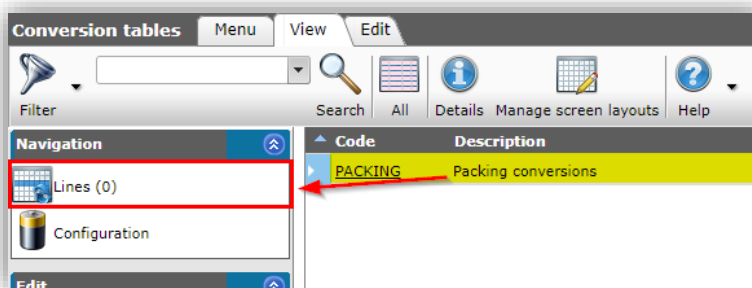 Conversion tables Menu View Edit
Filter Search All Details Manage screen layouts Help
Navigation
Lines (0)
Configuration
Edit
Code Description
PACKING Packing conversions